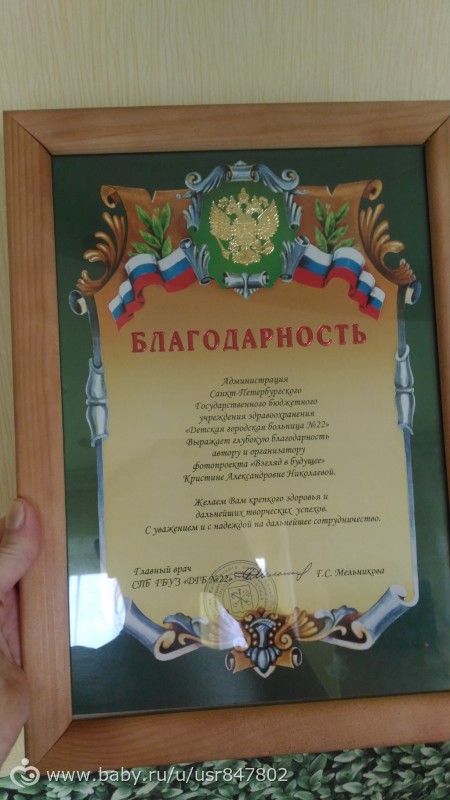 БЛАГОДАРНОСТЬ
Администрация
Санкт-Петербургского
Государственного бюджетного
учреждения здравоохранения
«Детская городская больница №22»
Выражает глубокую благодарность
автору и организатору
фотопроекта «Взгляд в будущее»
Кристине Александровне Николаевой.
Желаем Вам крепкого здоровья и
дальнейших творческих успехов.
С уважением и с надеждой на дальнейшее сотрудничество.
Главный врач
СПБ ГБУЗ «ДГБ №22» Г.С. Мельникова
www.baby.ru/u/usr847802